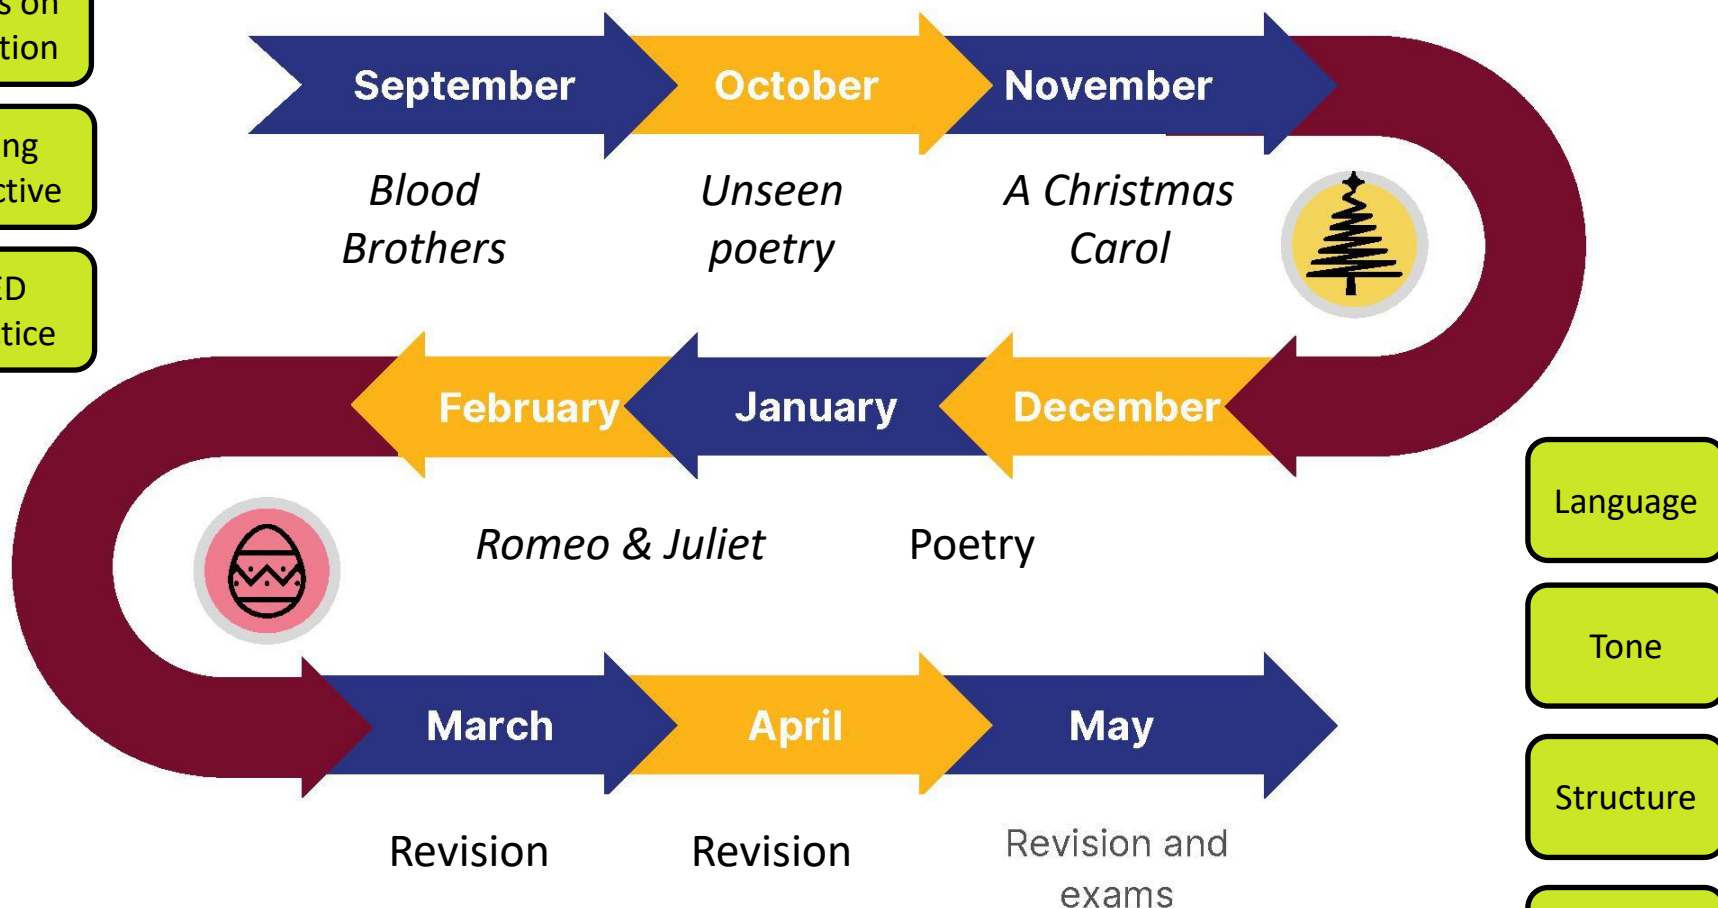 September
October
November
Blood
Brothers
Unseen
poetry
A Christmas
Carol
February
January
December
Romeo & Juliet
Poetry
March
April
May
Revision
Revision
Revision and
exams
Language
Tone
Structure